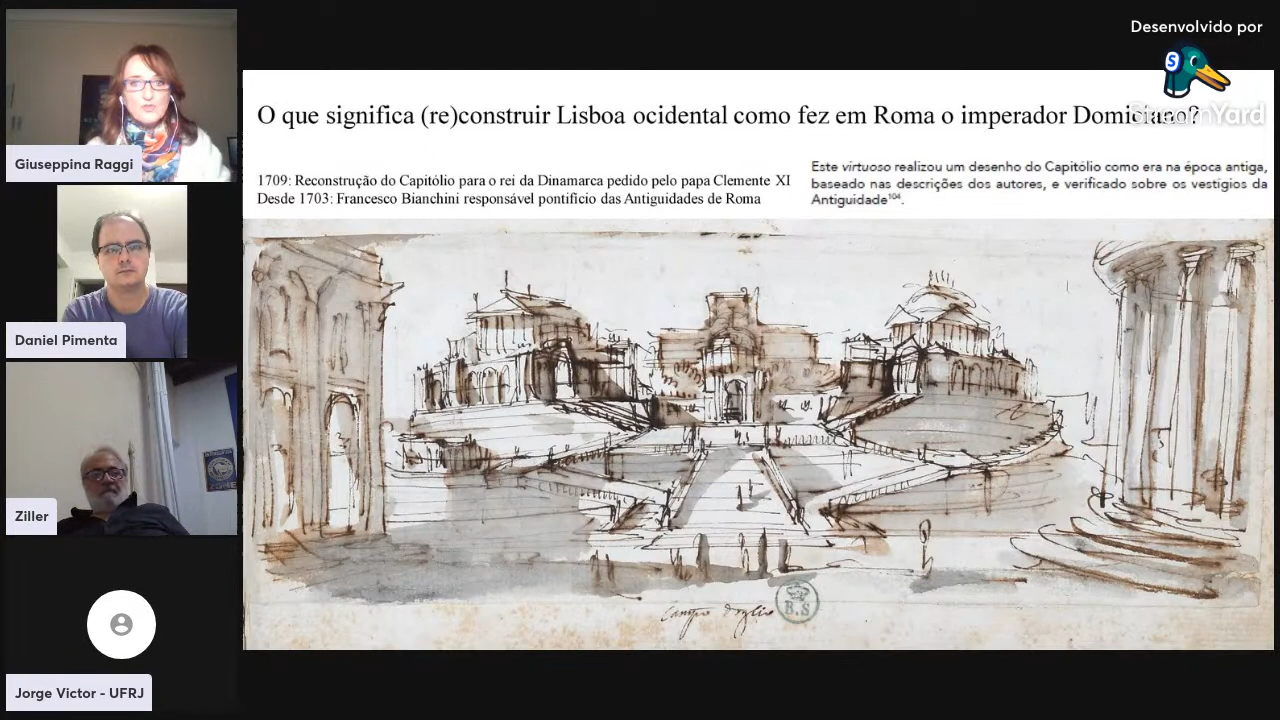 Desenvolvido por
S
StreamYard
O que significa (re)construir Lisboa ocidental como fez em Roma o imperador Domiciano?
1709: Reconstrução do Capitólio para o rei da Dinamarca pedido pelo papa Clemente XI
Desde 1703: Francesco Bianchini responsável pontifício das Antiguidades de Roma
Este virtuoso realizou um desenho do Capitólio como era na época antiga,
baseado nas descrições dos autores, e verificado sobre os vestígios da
Antiguidade¹⁰⁴.
Giuseppina Raggi
Daniel Pimenta
Ziller
Jorge Victor - UFRJ
Campo
B.S